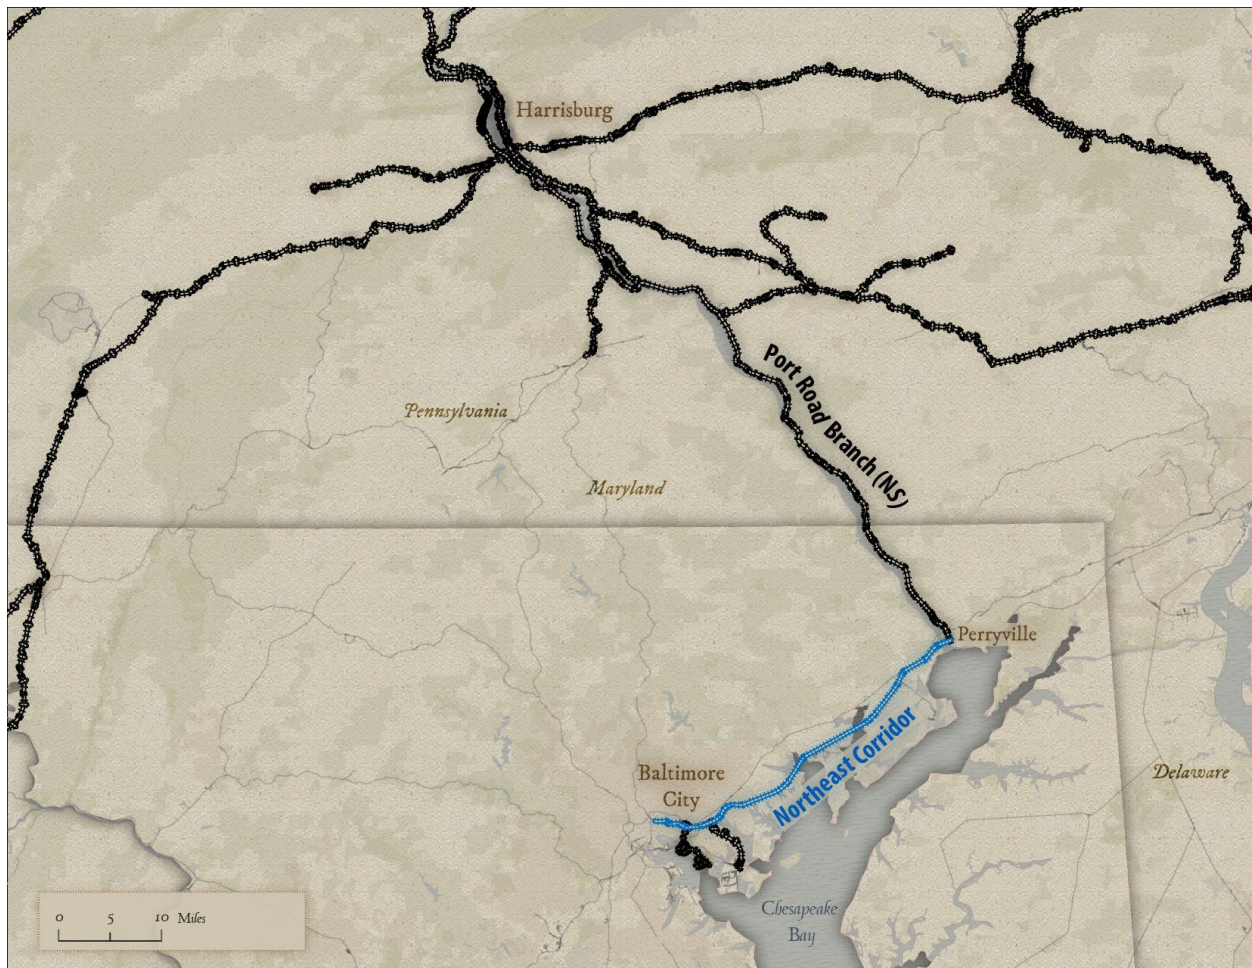 Harrisburg
Port Road Branch (NS)
Pennsylvania
Maryland
Perryville
Northeast Corridor
Baltimore
City
Delaware
Chesapeake
Bay
0 5 10 Miles